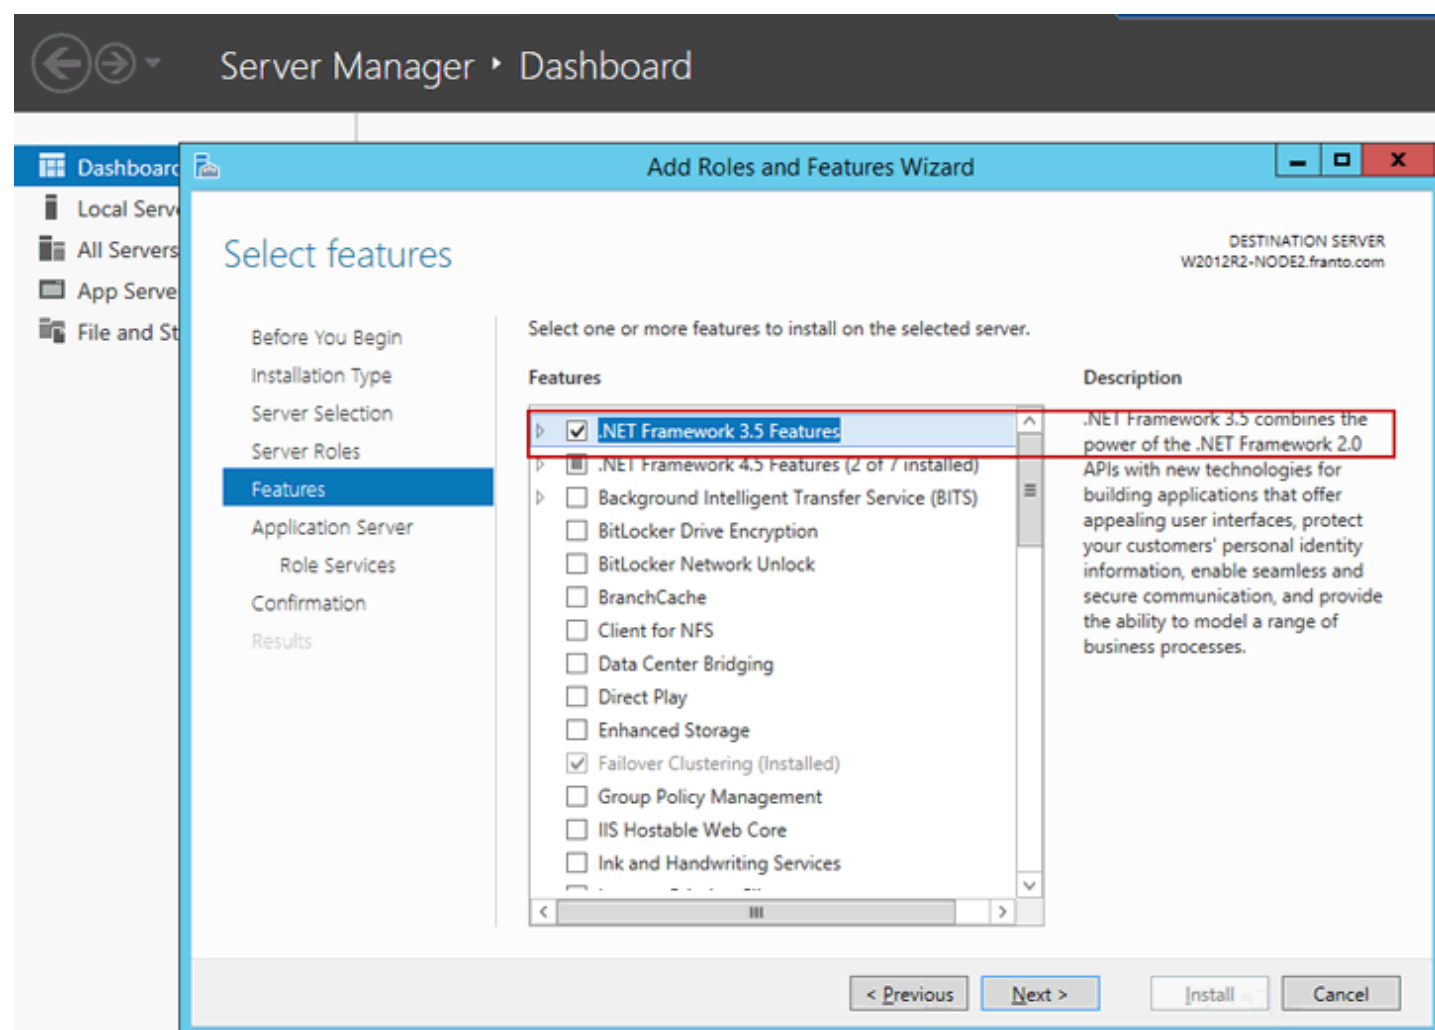 Server Manager ‣ Dashboard
Dashboard
Add Roles and Features Wizard
Local Serv
All Servers
App Serve
File and St
Select features
DESTINATION SERVER
W2012R2-NODE2.franto.com
Before You Begin
Installation Type
Server Selection
Server Roles
Features
Application Server
Role Services
Confirmation
Results
Select one or more features to install on the selected server.
Features
.NET Framework 3.5 Features
.NET Framework 4.5 Features (2 of 7 installed)
Background Intelligent Transfer Service (BITS)
BitLocker Drive Encryption
BitLocker Network Unlock
BranchCache
Client for NFS
Data Center Bridging
Direct Play
Enhanced Storage
Failover Clustering (Installed)
Group Policy Management
IIS Hostable Web Core
Ink and Handwriting Services
Description
.NET Framework 3.5 combines the
power of the .NET Framework 2.0
APIs with new technologies for
building applications that offer
appealing user interfaces, protect
your customers' personal identity
information, enable seamless and
secure communication, and provide
the ability to model a range of
business processes.
< Previous
Next >
Install
Cancel